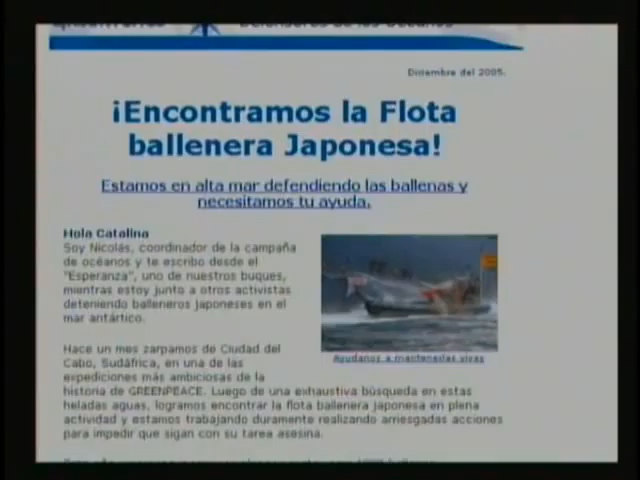 Defensores de los Océanos
Diciembre del 2005.
¡Encontramos la Flota
ballenera Japonesa!
Estamos en alta mar defendiendo las ballenas y
necesitamos tu ayuda.
Hola Catalina
Soy Nicolás, coordinador de la campaña
de océanos y te escribo desde el
"Esperanza", uno de nuestros buques,
mientras estoy junto a otros activistas
deteniendo balleneros japoneses en el
mar antártico.
Ayudanos a mantenerlas vivas
Hace un mes zarpamos de Ciudad del
Cabo, Sudáfrica, en una de las
expediciones más ambiciosas de la
historia de GREENPEACE. Luego de una exhaustiva búsqueda en estas
heladas aguas, logramos encontrar la flota ballenera japonesa en plena
actividad y estamos trabajando duramente realizando arriesgadas acciones
para impedir que sigan con su tarea asesina.